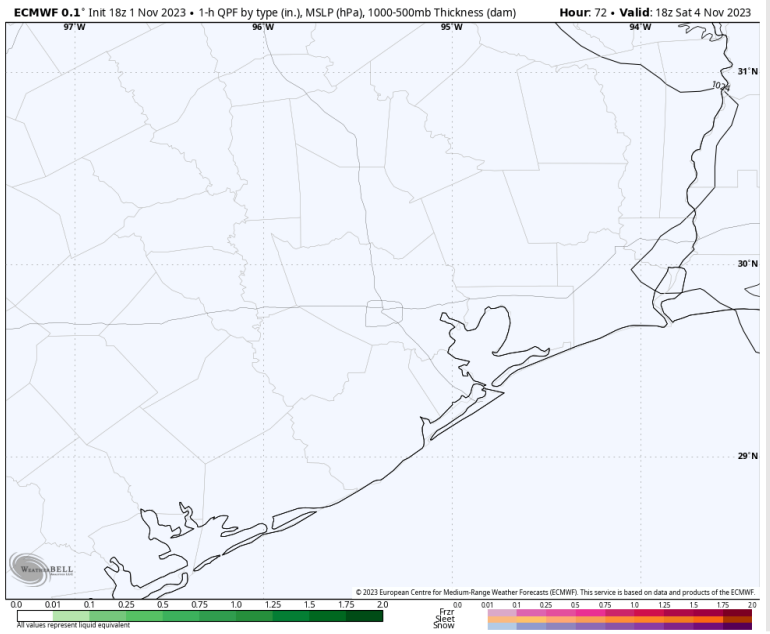 ECMWF 0.1° Init 18z 1 Nov 2023 • 1-h QPF by type (in.), MSLP (hPa), 1000-500mb Thickness (dam) Hour: 72 • Valid: 18z Sat 4 Nov 2023
97°W 96°W 95°W 94°W
31°N
1024
30°N
29°N
WEATHERBELL
© 2023 European Centre for Medium-Range Weather Forecasts (ECMWF). This service is based on data and products of the ECMWF.
0.0 0.01 0.1 0.25 0.5 0.75 1.0 1.25 1.5 1.75 2.0 0.0 0.01 0.25 0.50 0.75 1.0 1.25 1.5 1.75 2.0
Frzr
Sleet
Snow
All values represent liquid equivalent